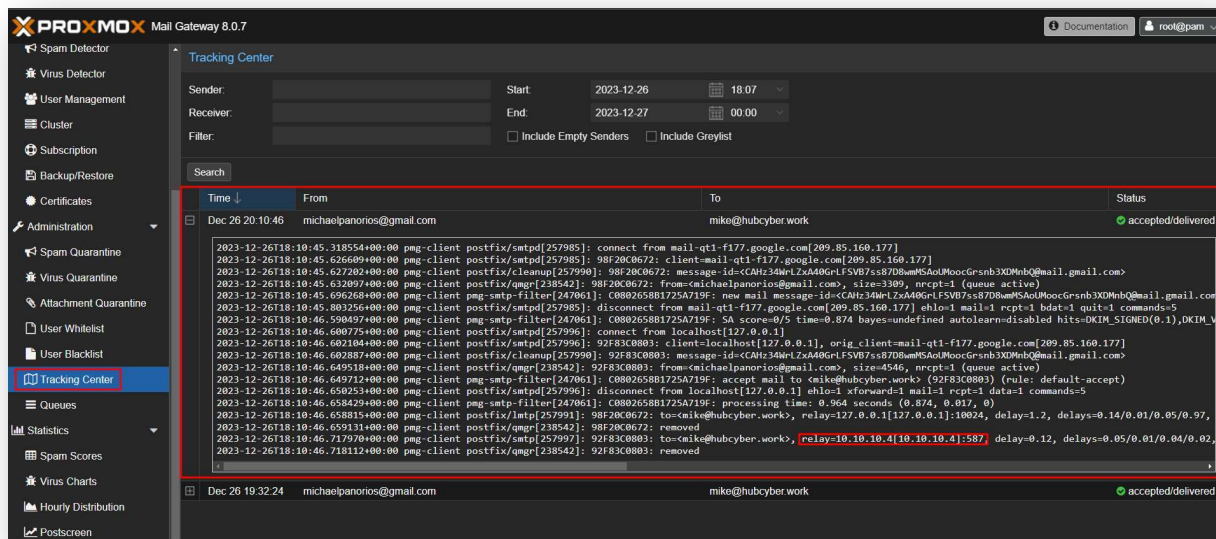 PROXMOX Mail Gateway 8.0.7
Documentation
root@pam
Spam Detector
Virus Detector
User Management
Cluster
Subscription
Backup/Restore
Certificates
Administration
Spam Quarantine
Virus Quarantine
Attachment Quarantine
User Whitelist
User Blacklist
Tracking Center
Queues
Statistics
Spam Scores
Virus Charts
Hourly Distribution
Postscreen
Tracking Center
Sender: Start: 2023-12-26 18:07
Receiver: End: 2023-12-27 00:00
Filter: Include Empty Senders Include Greylist
Search
Time From To Status
Dec 26 20:10:46 michaelpanorios@gmail.com mike@hubcyber.work accepted/delivered
2023-12-26T18:10:45.318554+00:00 pmg-client postfix/smtpd[257985]: connect from mail-qt1-f177.google.com[209.85.160.177]
2023-12-26T18:10:45.626609+00:00 pmg-client postfix/smtpd[257985]: 98F20C0672: client=mail-qt1-f177.google.com[209.85.160.177]
2023-12-26T18:10:45.627202+00:00 pmg-client postfix/cleanup[257990]: 98F20C0672: message-id=<CAHz34WrLZxA40GrLFSVB7ss87D8wmMSAoUMoocGrsnb3XDMnbQ@mail.gmail.com>
2023-12-26T18:10:45.632097+00:00 pmg-client postfix/qmgr[238542]: 98F20C0672: from=<michaelpanorios@gmail.com>, size=3309, nrcpt=1 (queue active)
2023-12-26T18:10:45.696268+00:00 pmg-client pmg-smtp-filter[247061]: C0802658B1725A719F: new mail message-id=<CAHz34WrLZxA40GrLFSVB7ss87D8wmMSAoUMoocGrsnb3XDMnbQ@mail.gmail.com
2023-12-26T18:10:45.803256+00:00 pmg-client postfix/smtpd[257985]: disconnect from mail-qt1-f177.google.com[209.85.160.177] ehlo=1 mail=1 rcpt=1 bdat=1 quit=1 commands=5
2023-12-26T18:10:46.590497+00:00 pmg-client pmg-smtp-filter[247061]: C0802658B1725A719F: SA score=0/5 time=0.874 bayes=undefined autolearn=disabled hits=DKIM_SIGNED(0.1),DKIM_V
2023-12-26T18:10:46.600775+00:00 pmg-client postfix/smtpd[257996]: connect from localhost[127.0.0.1]
2023-12-26T18:10:46.602104+00:00 pmg-client postfix/smtpd[257996]: 92F83C0803: client=localhost[127.0.0.1], orig_client=mail-qt1-f177.google.com[209.85.160.177]
2023-12-26T18:10:46.602887+00:00 pmg-client postfix/cleanup[257990]: 92F83C0803: message-id=<CAHz34WrLZxA40GrLFSVB7ss87D8wmMSAoUMoocGrsnb3XDMnbQ@mail.gmail.com>
2023-12-26T18:10:46.649518+00:00 pmg-client postfix/qmgr[238542]: 92F83C0803: from=<michaelpanorios@gmail.com>, size=4546, nrcpt=1 (queue active)
2023-12-26T18:10:46.649712+00:00 pmg-client pmg-smtp-filter[247061]: C0802658B1725A719F: accept mail to <mike@hubcyber.work> (92F83C0803) (rule: default-accept)
2023-12-26T18:10:46.650253+00:00 pmg-client postfix/smtpd[257996]: disconnect from localhost[127.0.0.1] ehlo=1 xforward=1 mail=1 rcpt=1 data=1 commands=5
2023-12-26T18:10:46.658429+00:00 pmg-client pmg-smtp-filter[247061]: C0802658B1725A719F: processing time: 0.964 seconds (0.874, 0.017, 0)
2023-12-26T18:10:46.658815+00:00 pmg-client postfix/lmtp[257991]: 98F20C0672: to=<mike@hubcyber.work>, relay=127.0.0.1[127.0.0.1]:10024, delay=1.2, delays=0.14/0.01/0.05/0.97,
2023-12-26T18:10:46.659131+00:00 pmg-client postfix/qmgr[238542]: 98F20C0672: removed
2023-12-26T18:10:46.717970+00:00 pmg-client postfix/smtp[257997]: 92F83C0803: to=<mike@hubcyber.work>, relay=10.10.10.4[10.10.10.4]:587, delay=0.12, delays=0.05/0.01/0.04/0.02,
2023-12-26T18:10:46.718112+00:00 pmg-client postfix/qmgr[238542]: 92F83C0803: removed
Dec 26 19:32:24 michaelpanorios@gmail.com mike@hubcyber.work accepted/delivered